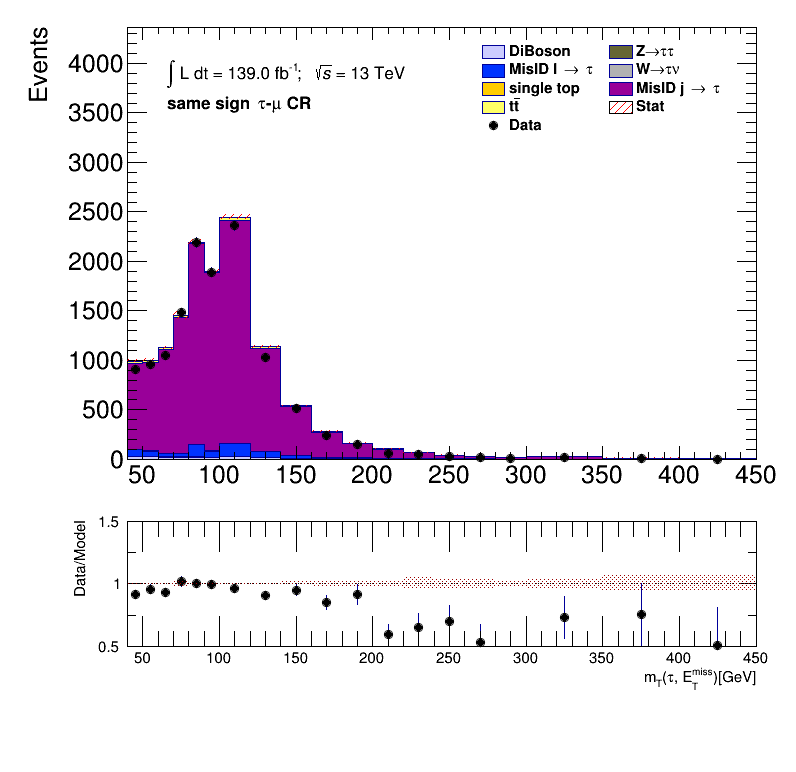 Events
4000
3500
3000
2500
2000
1500
1000
500
0
∫ L dt = 139.0 fb⁻¹; √s = 13 TeV
same sign τ-μ CR
DiBoson
MisID l → τ
single top
tt̄
Data
Z→ττ
W→τν
MisID j → τ
Stat
50 100 150 200 250 300 350 400 450
Data/Model
1.5
1
0.5
50 100 150 200 250 300 350 400 450
m_T(τ, E_T^miss)[GeV]